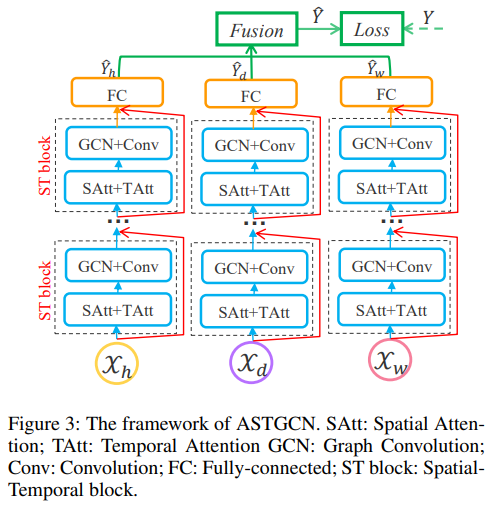 Fusion Ŷ Loss Y
Ŷh Ŷd Ŷw
FC FC FC
ST block
GCN+Conv GCN+Conv GCN+Conv
SAtt+TAtt SAtt+TAtt SAtt+TAtt
... ... ...
ST block
GCN+Conv GCN+Conv GCN+Conv
SAtt+TAtt SAtt+TAtt SAtt+TAtt
𝒳h 𝒳d 𝒳w
Figure 3: The framework of ASTGCN. SAtt: Spatial Atten-
tion; TAtt: Temporal Attention GCN: Graph Convolution;
Conv: Convolution; FC: Fully-connected; ST block: Spatial-
Temporal block.